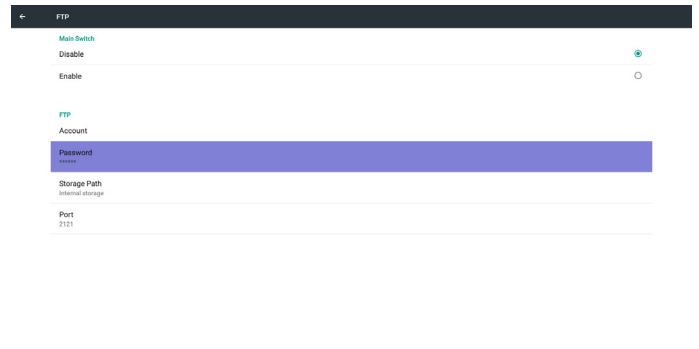 FTP
Main Switch
Disable
Enable
FTP
Account
Password
******
Storage Path
Internal storage
Port
2121